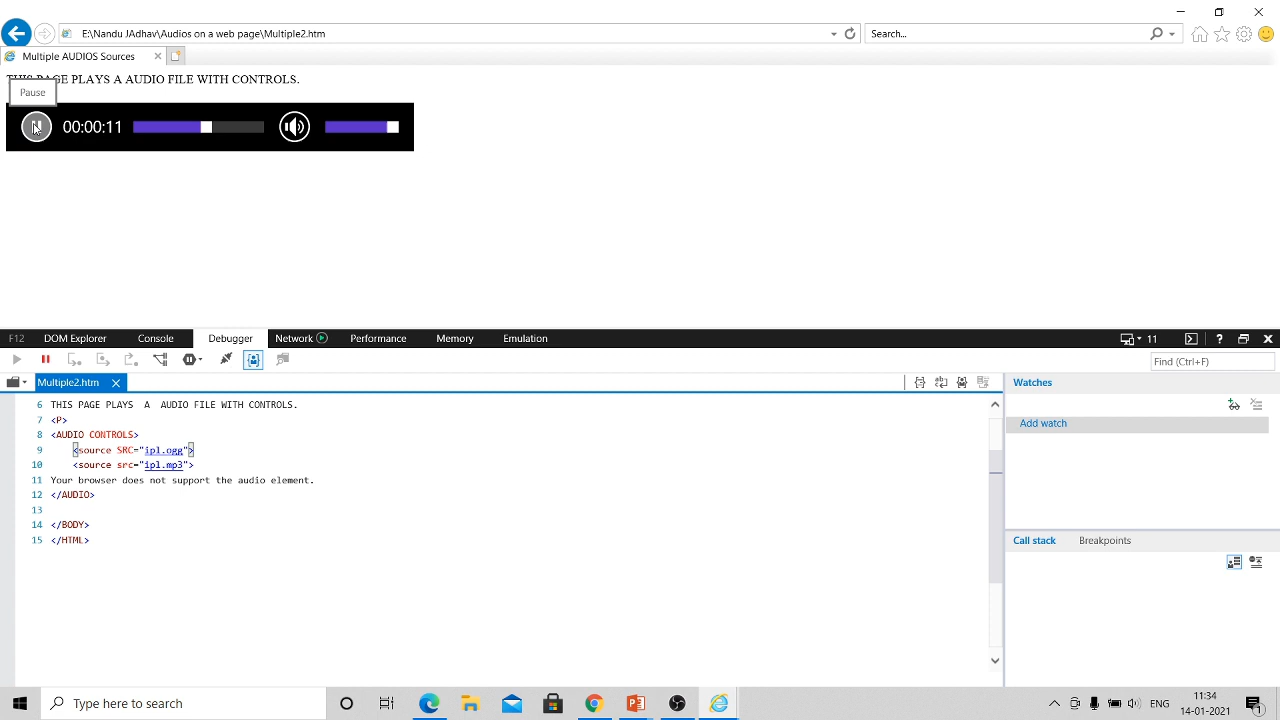 E:\Nandu JAdhav\Audios on a web page\Multiple2.htm
Search...
Multiple AUDIOS Sources
THIS PAGE PLAYS A AUDIO FILE WITH CONTROLS.
Pause
00:00:11
F12 DOM Explorer Console Debugger Network Performance Memory Emulation 11 ?
Find (Ctrl+F)
Multiple2.htm
Watches
Add watch
6 THIS PAGE PLAYS A AUDIO FILE WITH CONTROLS.
7 <P>
8 <AUDIO CONTROLS>
9 <source SRC="ipl.ogg">
10 <source src="ipl.mp3">
11 Your browser does not support the audio element.
12 </AUDIO>
13
14 </BODY>
15 </HTML>
Call stack Breakpoints
Type here to search
ENG
11:34
14-01-2021
1